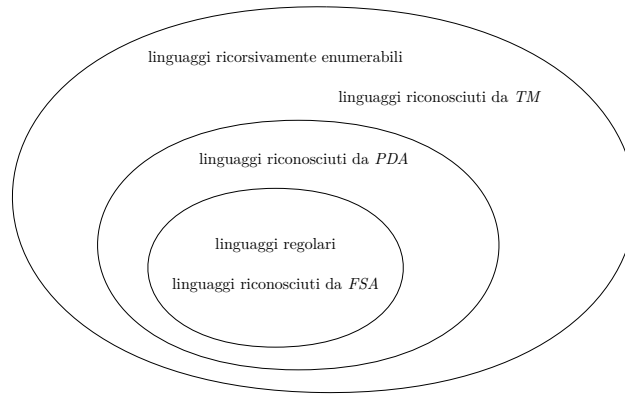 linguaggi ricorsivamente enumerabili
linguaggi riconosciuti da TM
linguaggi riconosciuti da PDA
linguaggi regolari
linguaggi riconosciuti da FSA